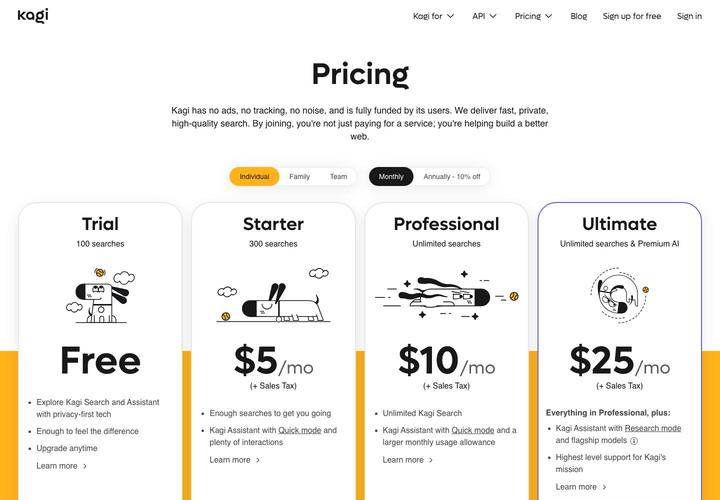 kagi
Kagi for
API
Pricing
Blog
Sign up for free
Sign in
Pricing
Kagi has no ads, no tracking, no noise, and is fully funded by its users. We deliver fast, private,
high-quality search. By joining, you're not just paying for a service; you're helping build a better
web.
Individual
Family
Team
Monthly
Annually - 10% off
Trial
100 searches
Free
Explore Kagi Search and Assistant
with privacy-first tech
Enough to feel the difference
Upgrade anytime
Learn more
Starter
300 searches
$5/mo
(+ Sales Tax)
Enough searches to get you going
Kagi Assistant with Quick mode and
plenty of interactions
Learn more
Professional
Unlimited searches
$10/mo
(+ Sales Tax)
Unlimited Kagi Search
Kagi Assistant with Quick mode and a
larger monthly usage allowance
Learn more
Ultimate
Unlimited searches & Premium AI
$25/mo
(+ Sales Tax)
Everything in Professional, plus:
Kagi Assistant with Research mode
and flagship models
Highest level support for Kagi's
mission
Learn more